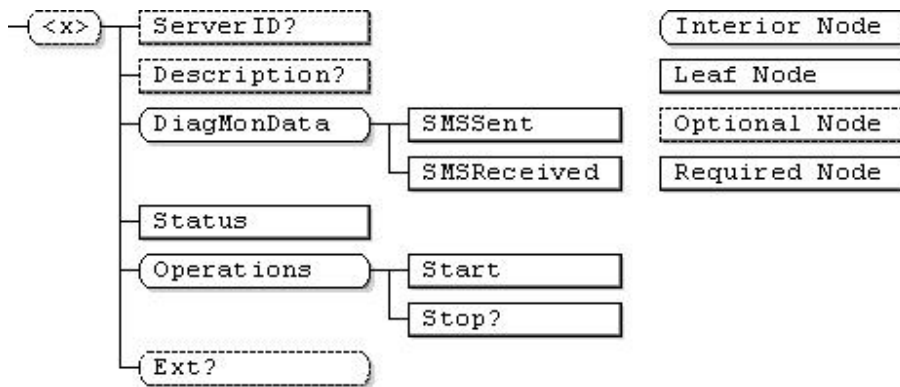 <x>
ServerID?
Interior Node
Description?
Leaf Node
DiagMonData
SMSSent
Optional Node
SMSReceived
Required Node
Status
Operations
Start
Stop?
Ext?